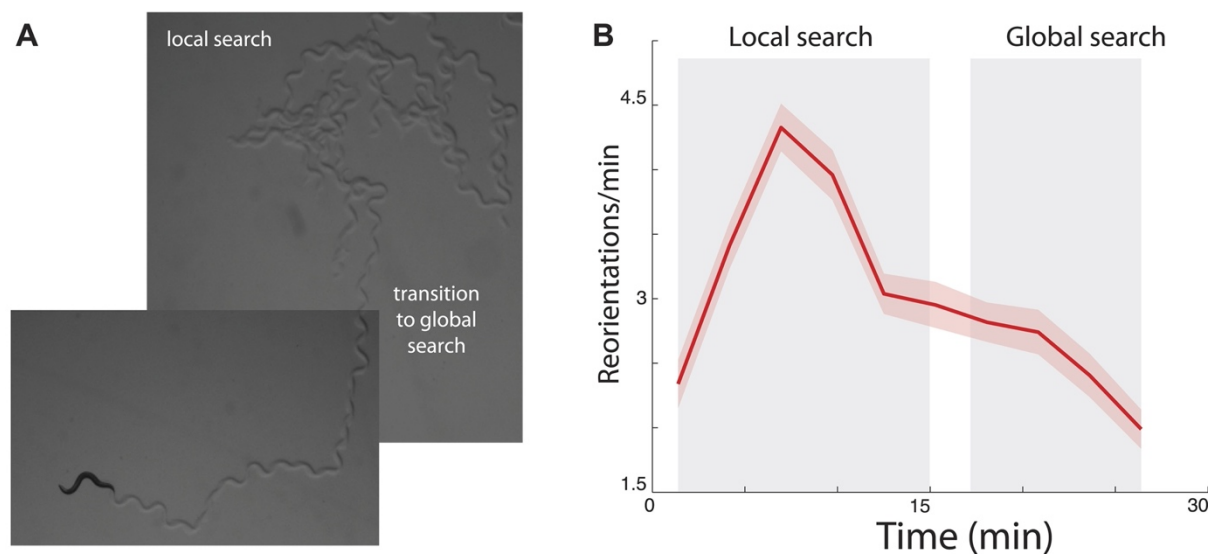 A
local search
transition
to global
search
B
Local search
Global search
Reorientations/min
4.5
3
1.5
0
15
30
Time (min)